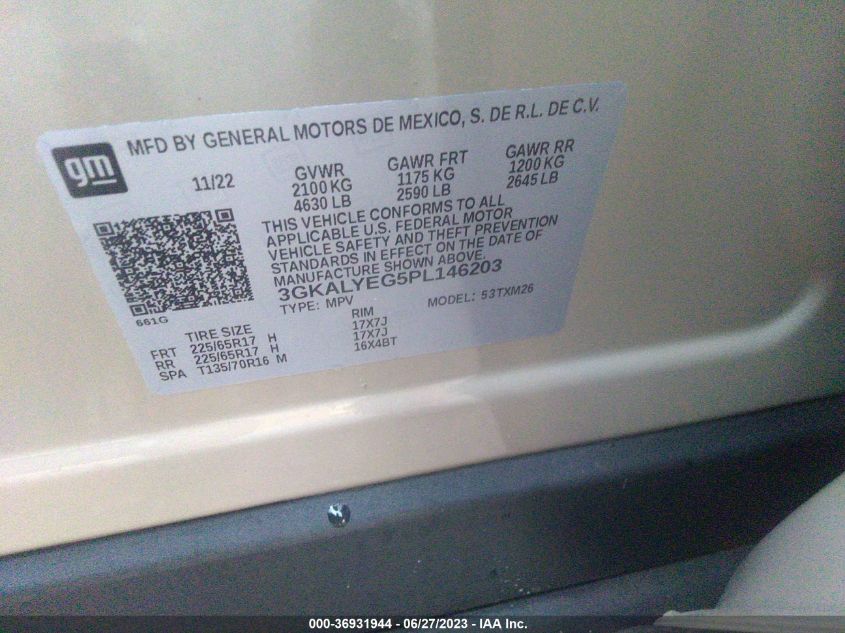 gm
MFD BY GENERAL MOTORS DE MEXICO, S. DE R.L. DE C.V.
11/22
GVWR GAWR FRT GAWR RR
2100 KG 1175 KG 1200 KG
4630 LB 2590 LB 2645 LB
THIS VEHICLE CONFORMS TO ALL
APPLICABLE U.S. FEDERAL MOTOR
VEHICLE SAFETY AND THEFT PREVENTION
STANDARDS IN EFFECT ON THE DATE OF
MANUFACTURE SHOWN ABOVE.
3GKALYEG5PL146203
TYPE: MPV MODEL: 53TXM26
661G
TIRE SIZE RIM
FRT 225/65R17 H 17X7J
RR 225/65R17 H 17X7J
SPA T135/70R16 M 16X4BT
000-36931944 / 06/27/2023 - IAA Inc.